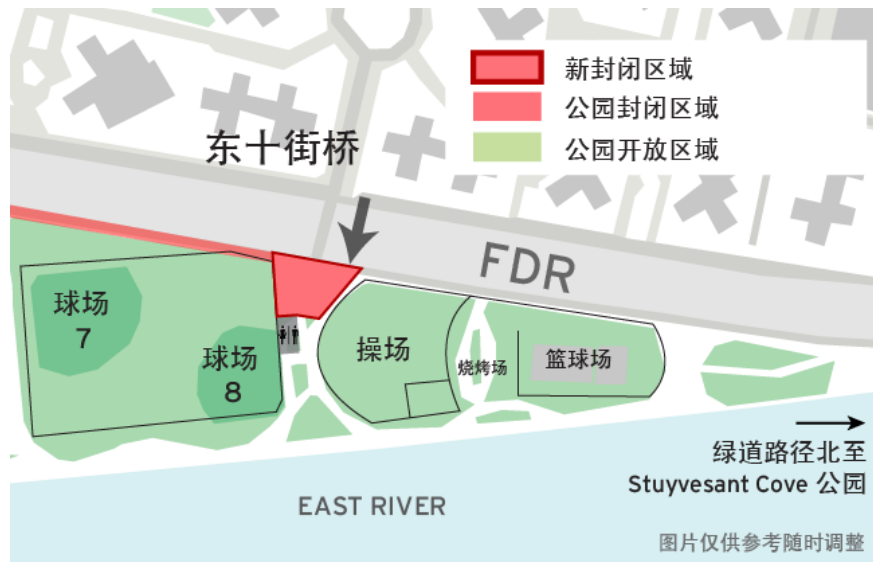 新封闭区域
公园封闭区域
公园开放区域
东十街桥
FDR
球场
7
球场
8
操场
烧烤场
篮球场
绿道路径北至
Stuyvesant Cove 公园
EAST RIVER
图片仅供参考随时调整